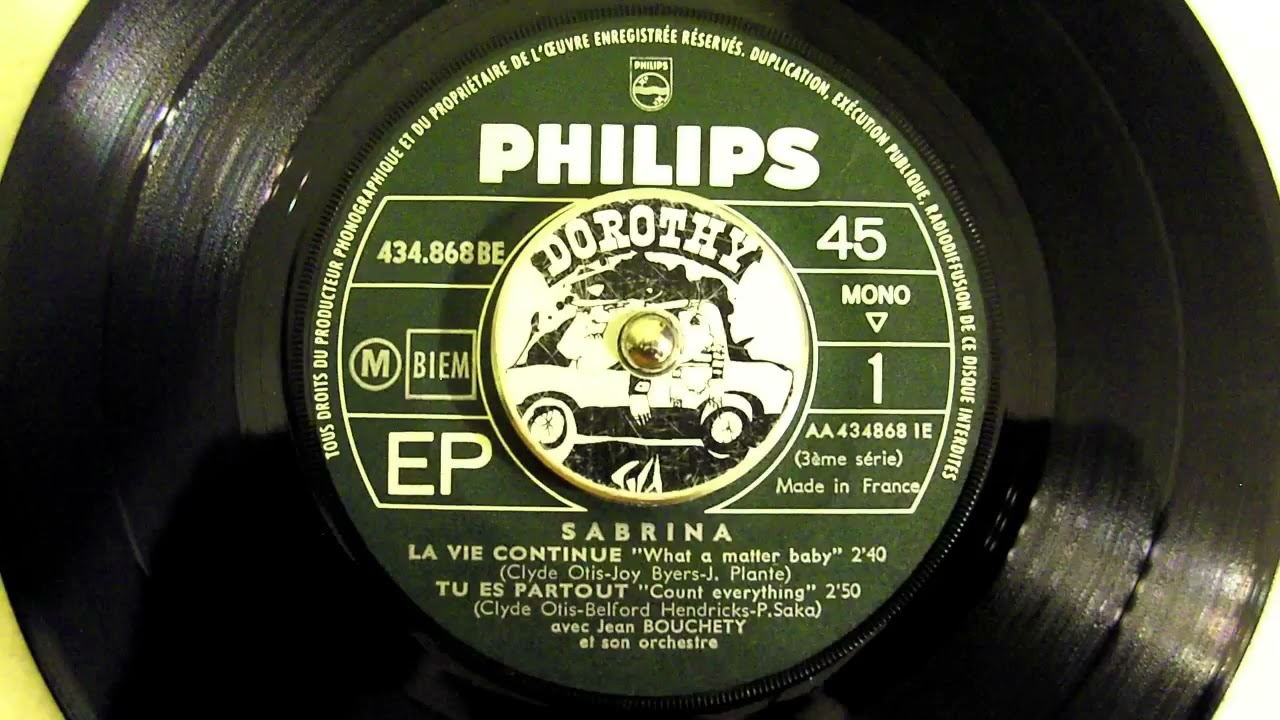 TOUS DROITS DU PRODUCTEUR PHONOGRAPHIQUE ET DU PROPRIÉTAIRE DE L'ŒUVRE ENREGISTRÉE RÉSERVÉS. DUPLICATION, EXÉCUTION PUBLIQUE, RADIODIFFUSION DE CE DISQUE INTERDITES
PHILIPS
PHILIPS
DOROTHY
434.868 BE
45
MONO
M BIEM
1
EP
AA 434868 1E
(3ème série)
Made in France
SABRINA
LA VIE CONTINUE "What a matter baby" 2'40
(Clyde Otis-Joy Byers-J. Plante)
TU ES PARTOUT "Count everything" 2'50
(Clyde Otis-Belford Hendricks-P.Saka)
avec Jean BOUCHETY
et son orchestre